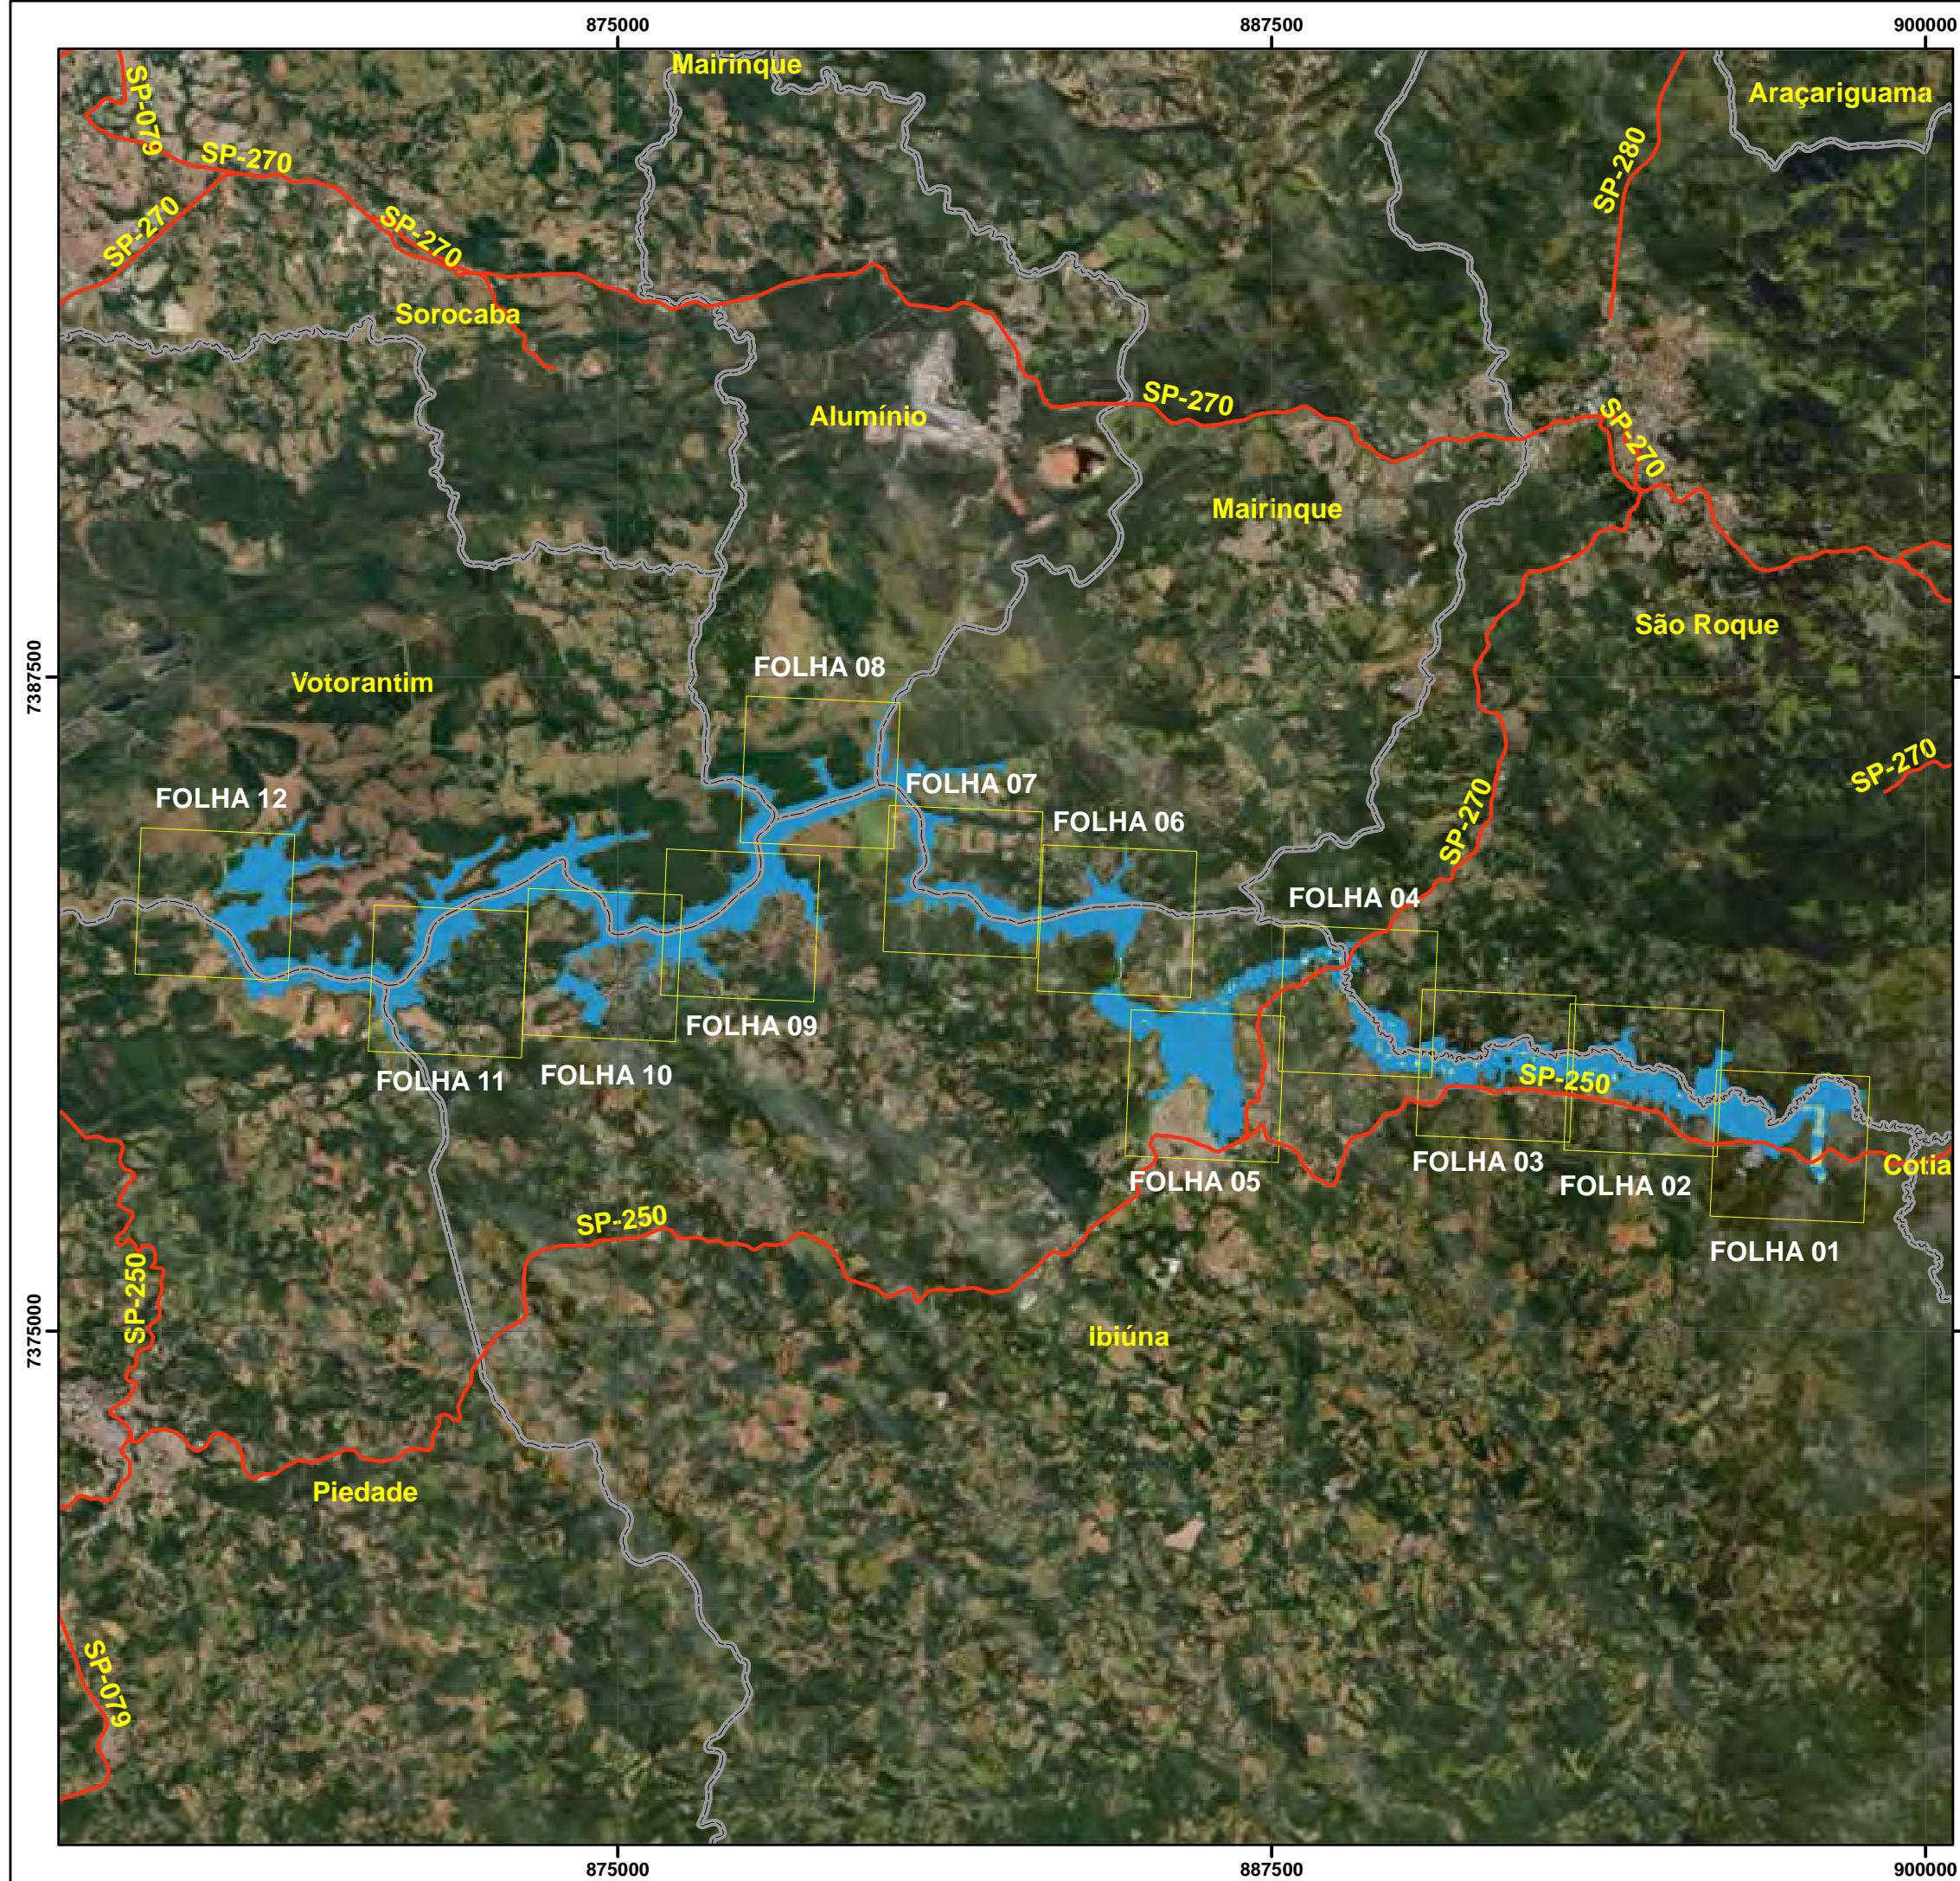 875000
887500
900000
Mairinque
Araçariguama
SP-079
SP-270
SP-280
SP-270
SP-270
Sorocaba
SP-270
Alumínio
SP-270
Mairinque
São Roque
7387500
FOLHA 08
Votorantim
SP-270
FOLHA 07
FOLHA 12
FOLHA 06
SP-270
FOLHA 04
FOLHA 09
FOLHA 10
FOLHA 11
SP-250
FOLHA 03
Cotia
FOLHA 05
FOLHA 02
SP-250
FOLHA 01
SP-250
7375000
Ibiúna
Piedade
SP-079
875000
887500
900000